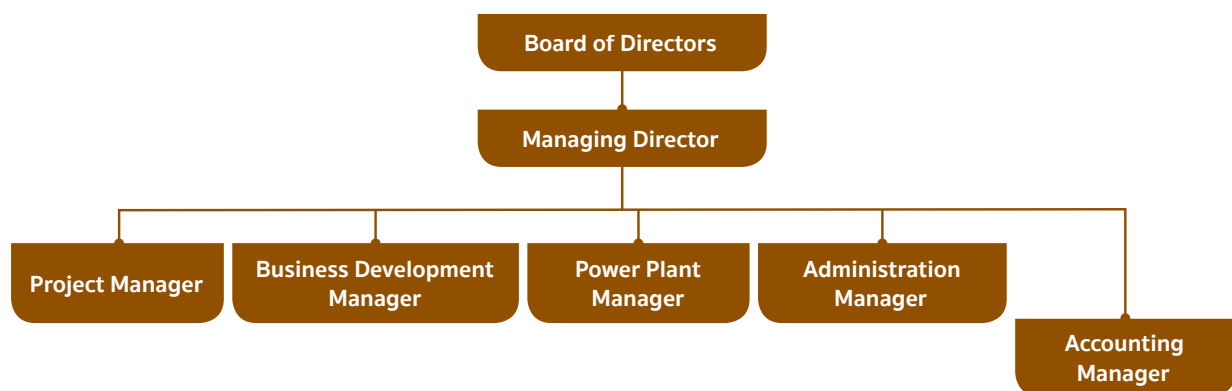 Board of Directors
Managing Director
Project Manager
Business Development
Manager
Power Plant
Manager
Administration
Manager
Accounting
Manager